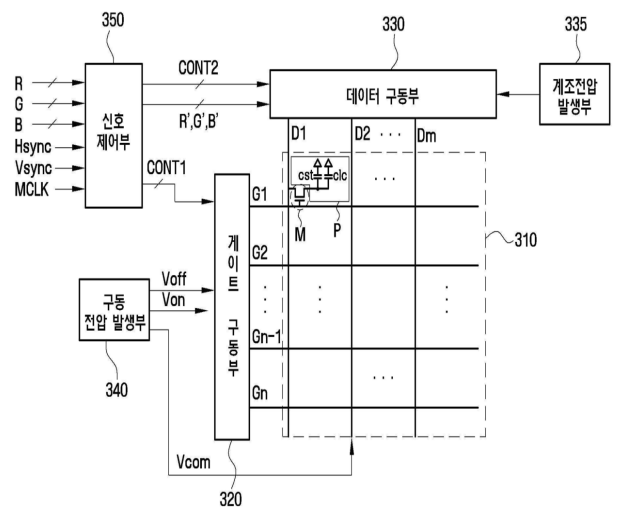 350
330
335
R
G
B
Hsync
Vsync
MCLK
신호
제어부
CONT2
R',G',B'
CONT1
데이터 구동부
계조전압
발생부
D1
D2
· · ·
Dm
G1
cst
clc
· · ·
M
P
310
G2
게이트 구동부
구동
전압 발생부
340
Voff
Von
Gn-1
· · ·
Gn
Vcom
320